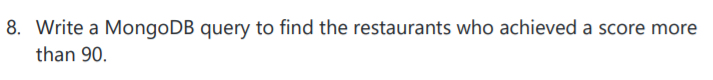 8. Write a MongoDB query to find the restaurants who achieved a score more
than 90.